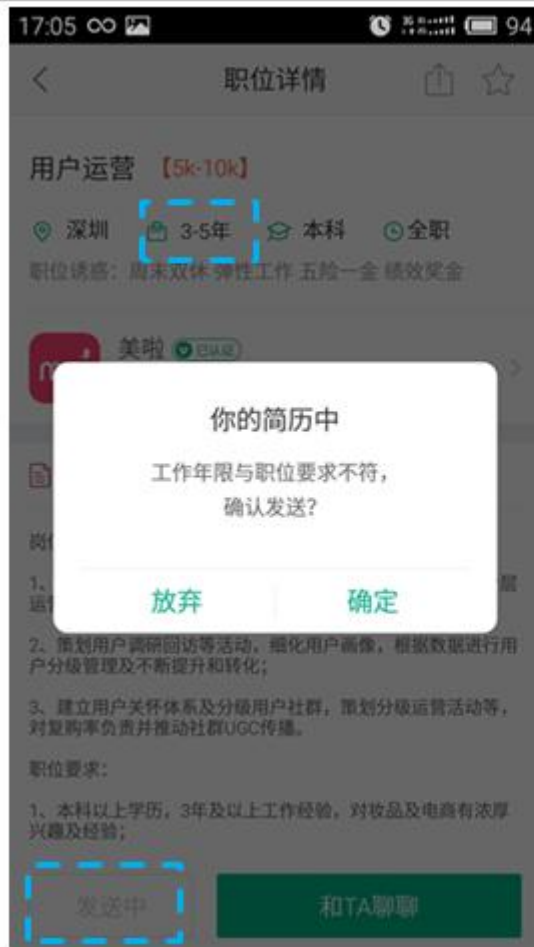 17:05
94
职位详情
用户运营 【5k-10k】
深圳 3-5年 本科 全职
职位诱惑：周末双休 弹性工作 五险一金 绩效奖金
美啦 已认证
你的简历中
工作年限与职位要求不符，
确认发送？
放弃 确定
1、
2、策划用户调研回访等活动，细化用户画像，根据数据进行用
户分级管理及不断提升和转化；
3、建立用户关怀体系及分级用户社群，策划分级运营活动等，
对复购率负责并推动社群UGC传播。
职位要求：
1、本科以上学历，3年及以上工作经验，对妆品及电商有浓厚
兴趣及经验；
发送中 和TA聊聊